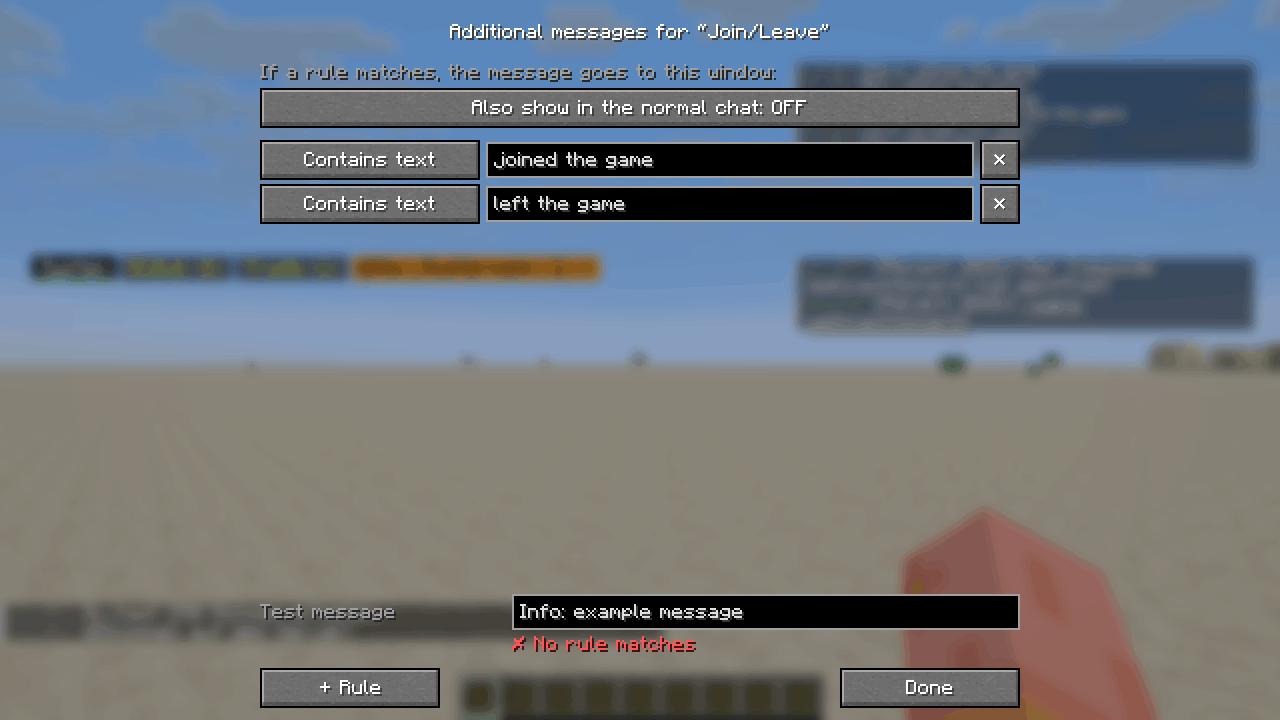 Additional messages for "Join/Leave"
If a rule matches, the message goes to this window:
Also show in the normal chat: OFF
Contains text joined the game ×
Contains text left the game ×
Test message Info: example message
✘ No rule matches
+ Rule Done